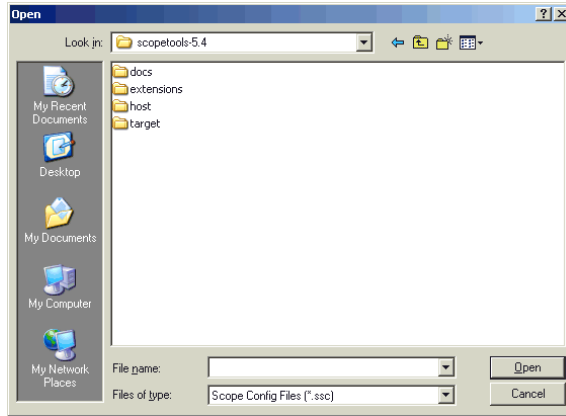 Open
Look in:
scopetools-5.4
docs
extensions
host
target
My Recent
Documents
Desktop
My Documents
My Computer
My Network
Places
File name:
Open
Files of type:
Scope Config Files (*.ssc)
Cancel